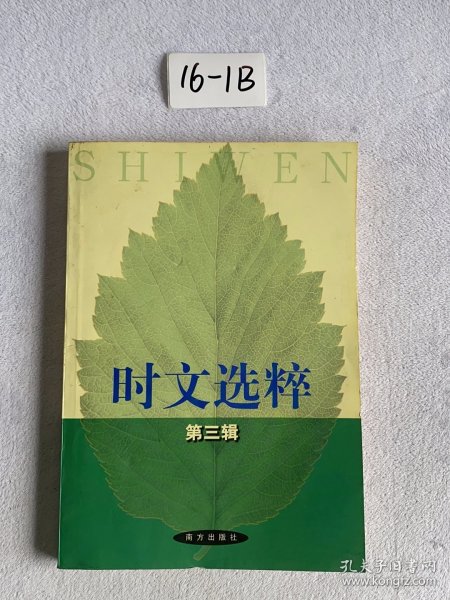 16-1B
SHIWEN
时文选粹
第三辑
南方出版社
孔夫子旧书网
www.kongfz.com